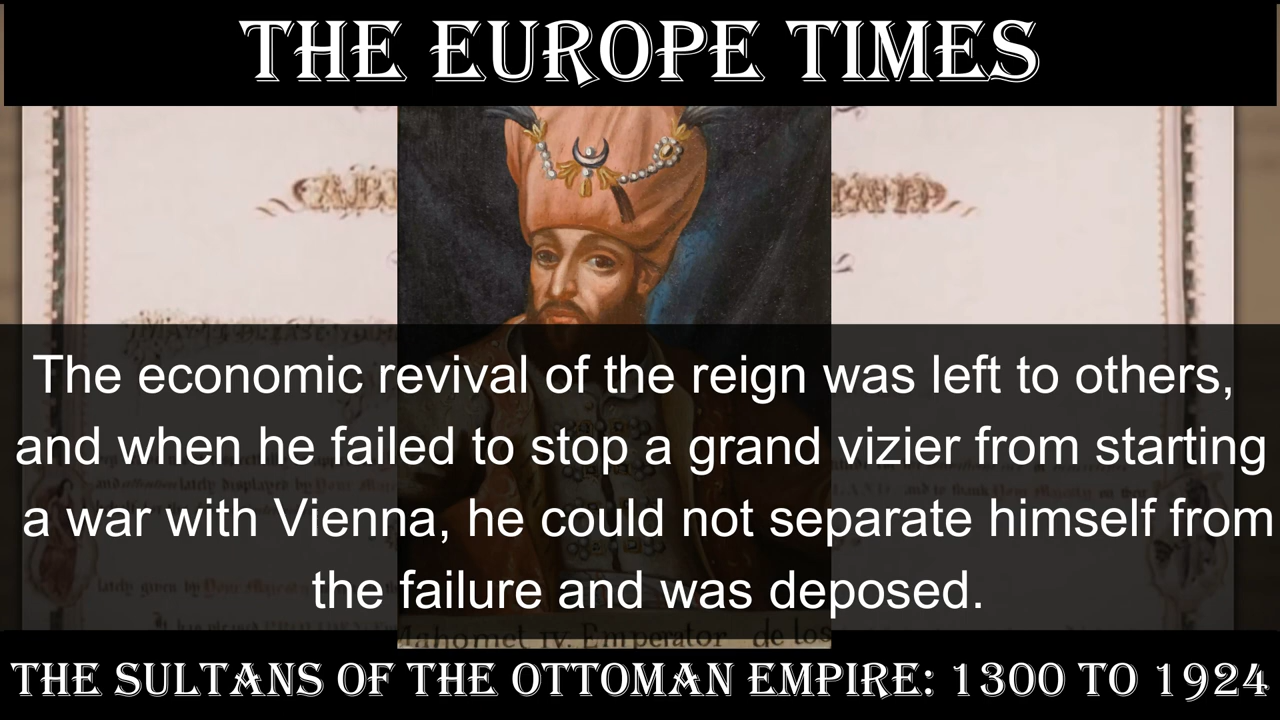 THE EUROPE TIMES
The economic revival of the reign was left to others,
and when he failed to stop a grand vizier from starting
a war with Vienna, he could not separate himself from
the failure and was deposed.
Mahomet IV. Emperator de los
THE SULTANS OF THE OTTOMAN EMPIRE: 1300 TO 1924